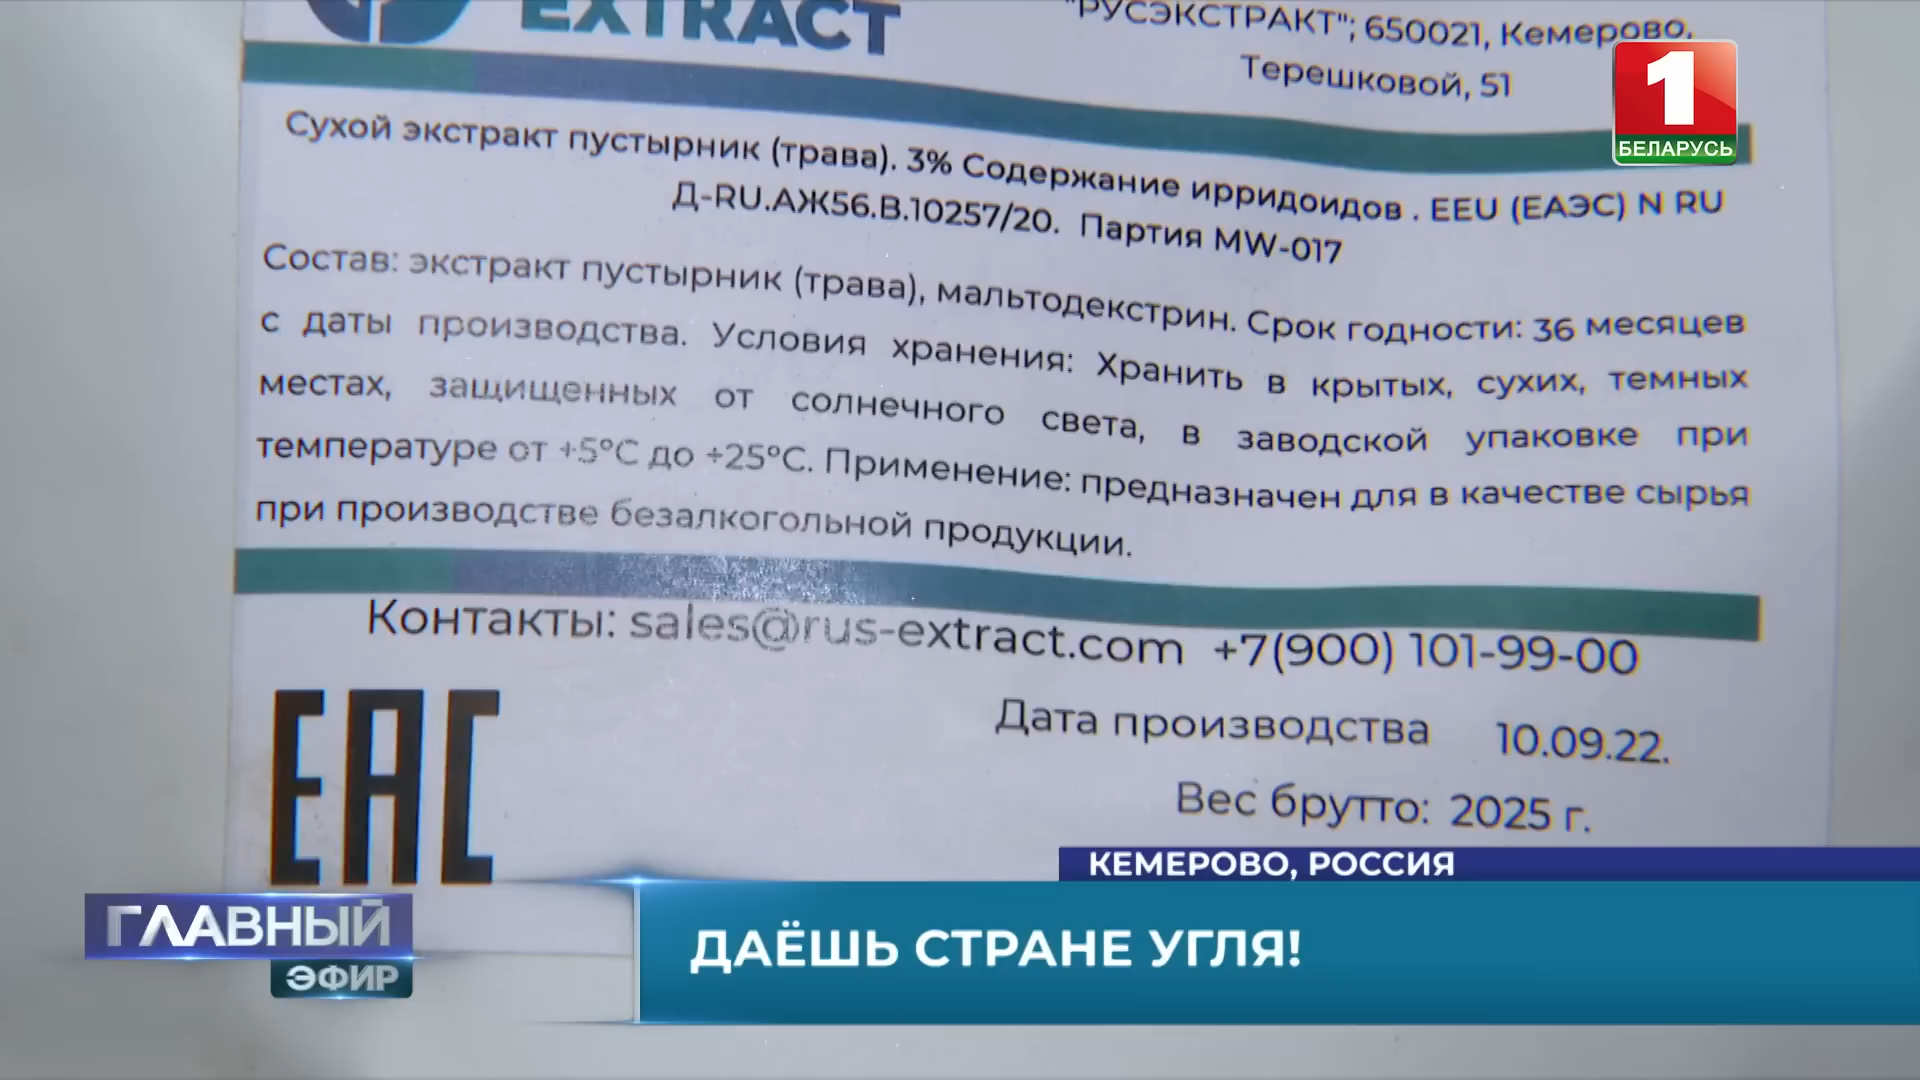 EXTRACT
"РУСЭКСТРАКТ"; 650021, Кемерово,
Терешковой, 51
1
БЕЛАРУСЬ
Сухой экстракт пустырник (трава). 3% Содержание ирридоидов . EEU (ЕАЭС) N RU
Д-RU.АЖ56.В.10257/20. Партия MW-017
Состав: экстракт пустырник (трава), мальтодекстрин. Срок годности: 36 месяцев
с даты производства. Условия хранения: Хранить в крытых, сухих, темных
местах, защищенных от солнечного света, в заводской упаковке при
температуре от +5°С до +25°С. Применение: предназначен для в качестве сырья
при производстве безалкогольной продукции.
Контакты: sales@rus-extract.com +7(900) 101-99-00
Дата производства 10.09.22.
Вес брутто: 2025 г.
EAC
КЕМЕРОВО, РОССИЯ
ГЛАВНЫЙ
ЭФИР
ДАЁШЬ СТРАНЕ УГЛЯ!